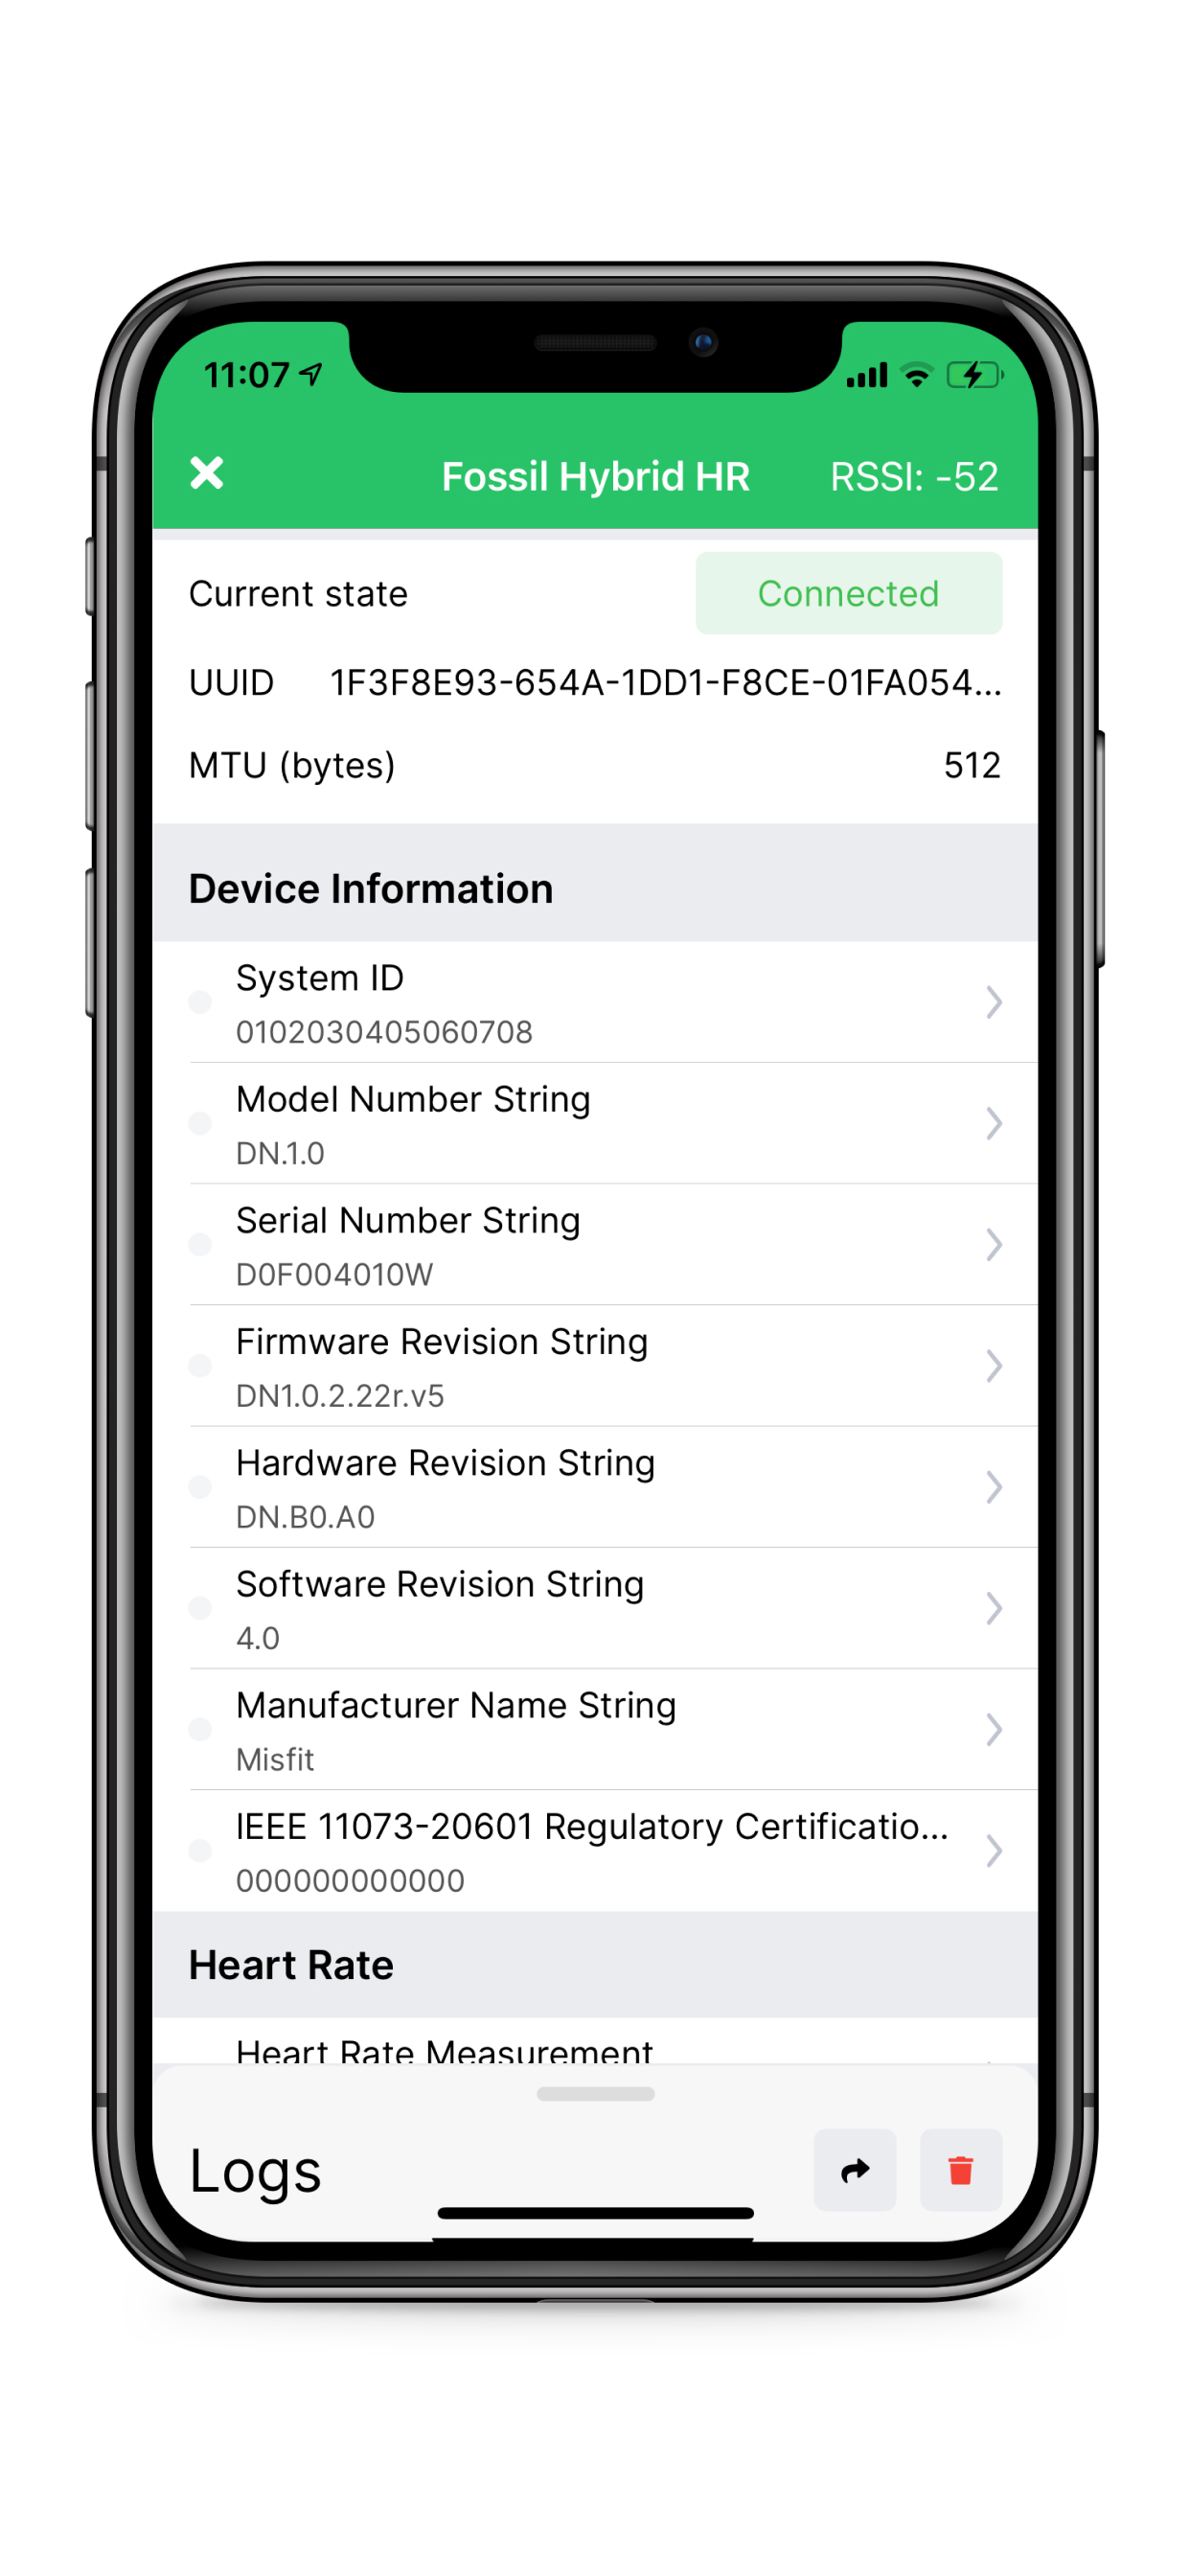 11:07
Fossil Hybrid HR
RSSI: -52
Current state
Connected
UUID 1F3F8E93-654A-1DD1-F8CE-01FA054...
MTU (bytes) 512
Device Information
System ID
0102030405060708
Model Number String
DN.1.0
Serial Number String
D0F004010W
Firmware Revision String
DN1.0.2.22r.v5
Hardware Revision String
DN.B0.A0
Software Revision String
4.0
Manufacturer Name String
Misfit
IEEE 11073-20601 Regulatory Certificatio...
000000000000
Heart Rate
Heart Rate Measurement
Logs